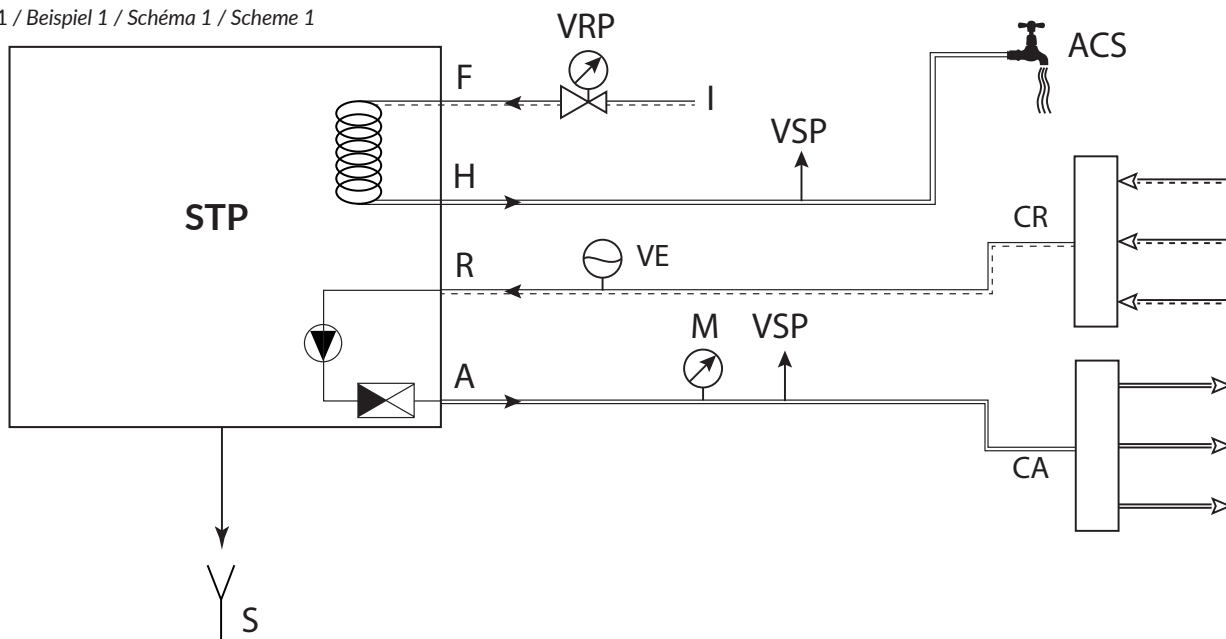 1 / Beispiel 1 / Schéma 1 / Scheme 1
VRP
ACS
F
I
VSP
H
STP
CR
R
VE
M
VSP
A
CA
S